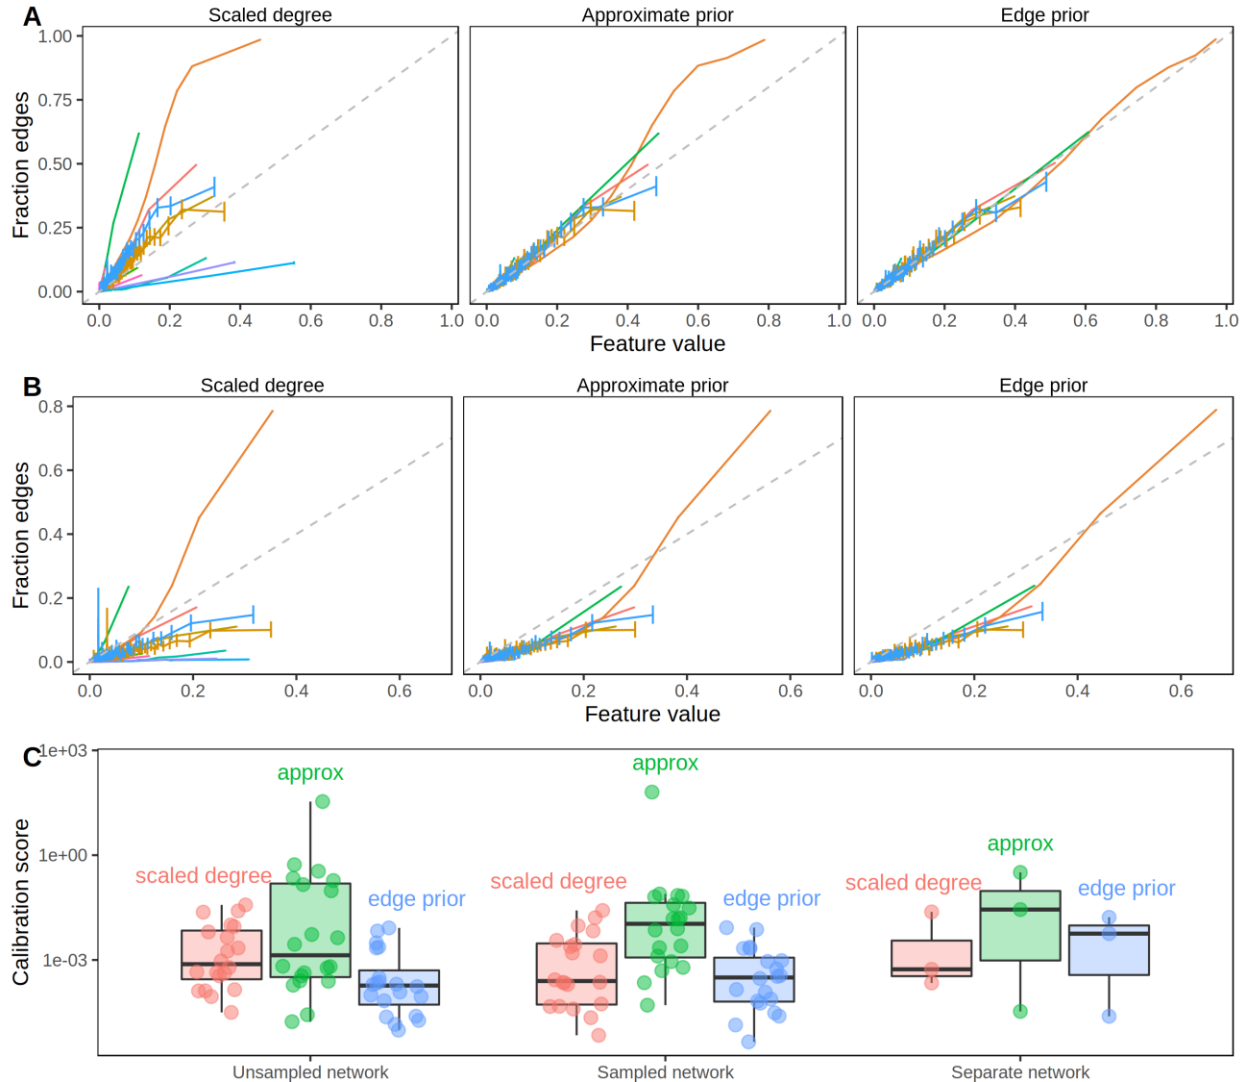 A
Scaled degree Approximate prior Edge prior
1.00
0.75
0.50
0.25
0.00
Fraction edges
0.0 0.2 0.4 0.6 0.8 1.0 0.0 0.2 0.4 0.6 0.8 1.0 0.0 0.2 0.4 0.6 0.8 1.0
Feature value
B
Scaled degree Approximate prior Edge prior
0.8
0.6
0.4
0.2
0.0
Fraction edges
0.0 0.2 0.4 0.6 0.0 0.2 0.4 0.6 0.0 0.2 0.4 0.6
Feature value
C
1e+03
1e+00
1e-03
Calibration score
approx approx approx
scaled degree edge prior scaled degree edge prior scaled degree edge prior
Unsampled network Sampled network Separate network